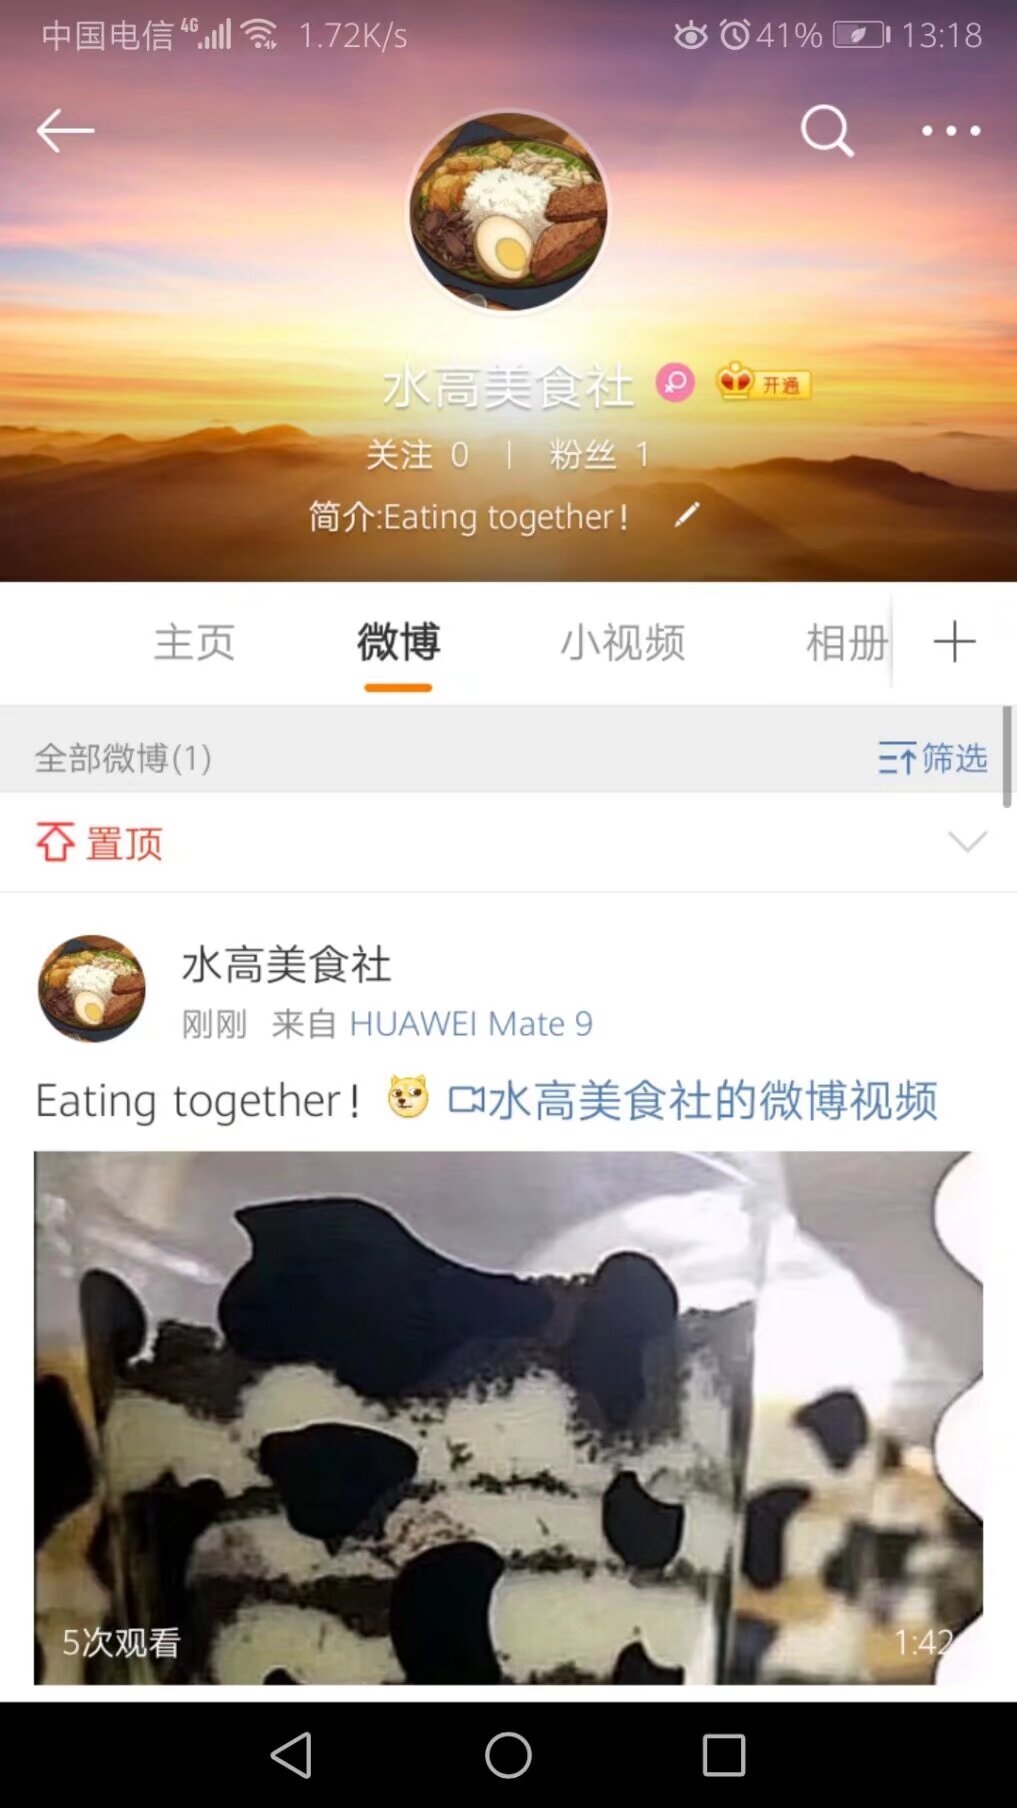 中国电信 4G 1.72K/s 41% 13:18
水高美食社 开通
关注 0 | 粉丝 1
简介:Eating together!
主页 微博 小视频 相册
全部微博(1) 筛选
置顶
水高美食社
刚刚 来自 HUAWEI Mate 9
Eating together! 水高美食社的微博视频
5次观看 1:42